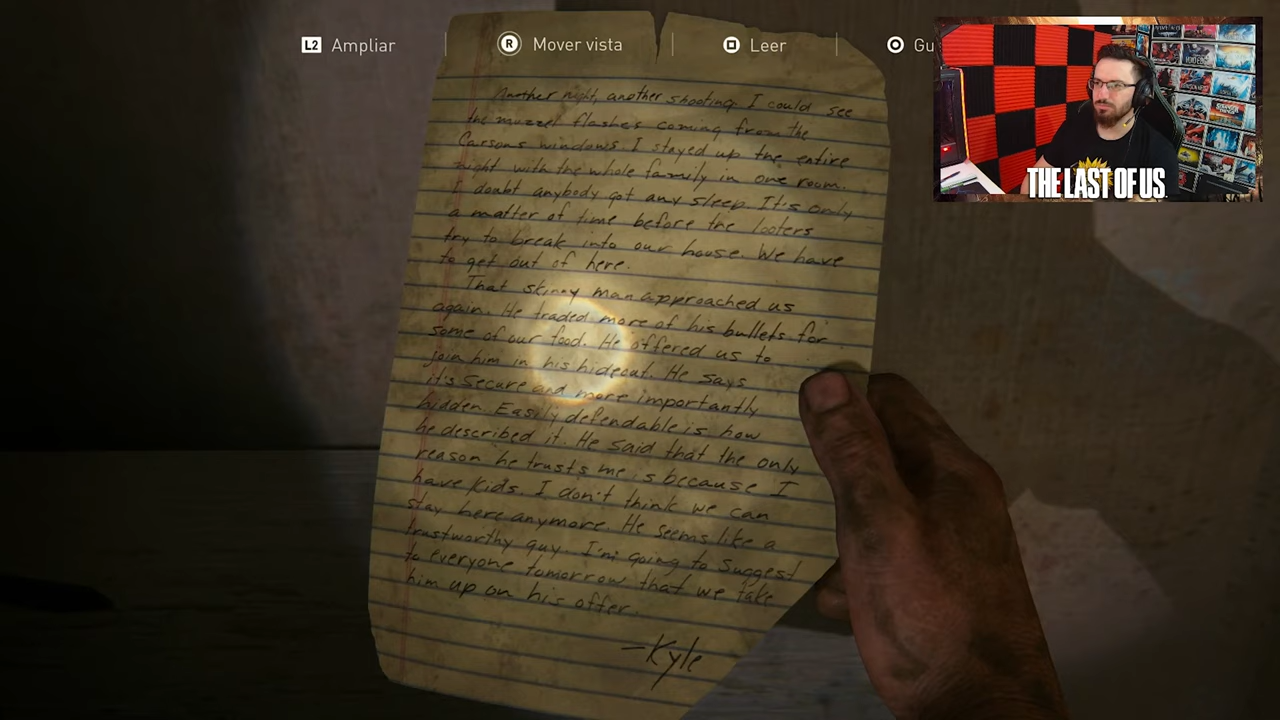 L2 Ampliar
R Mover vista
Leer
Gu
THE LAST OF US
Another night, another shooting. I could see
the muzzel flashes coming from the
Carsons windows I stayed up the entire
night with the whole family in one room.
I doubt anybody got any sleep. It's only
a matter of time before the looters
try to break into our house. We have
to get out of here.
That skinny man approached us
again. He traded more of his bullets for
some of our food. He offered us to
join him in his hideout. He says
it's secure and more importantly
hidden. Easily defendable is how
he described it. He said that the only
reason he trusts me is because I
have kids. I don't think we can
stay here anymore. He seems like a
trustworthy guy. I'm going to suggest
to everyone tomorrow that we take
him up on his offer.
-Kyle